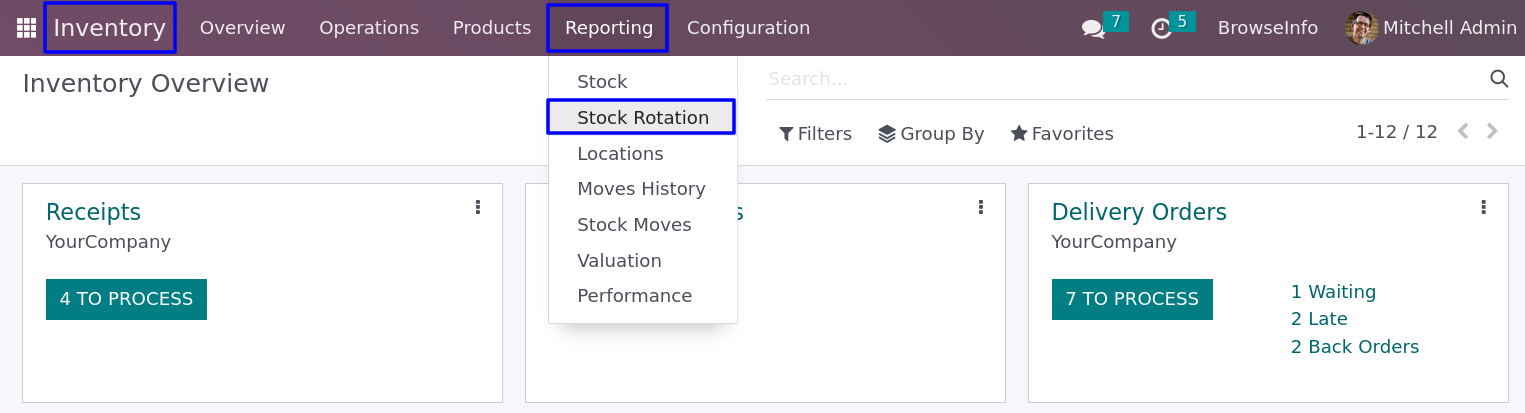 Inventory Overview Operations Products Reporting Configuration 7 5 BrowseInfo Mitchell Admin
Inventory Overview
Search...
Filters Group By Favorites 1-12 / 12
Stock
Stock Rotation
Locations
Moves History
Stock Moves
Valuation
Performance
Receipts
YourCompany
4 TO PROCESS
s
Delivery Orders
YourCompany
7 TO PROCESS
1 Waiting
2 Late
2 Back Orders